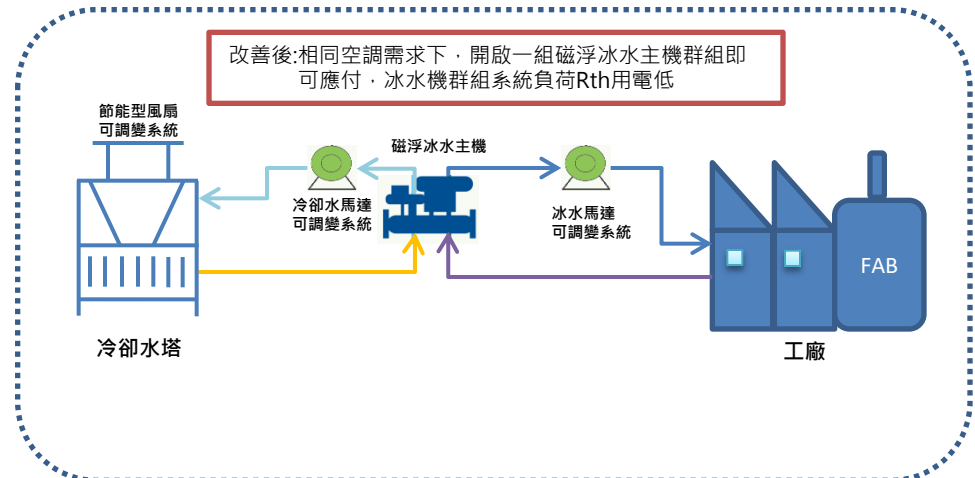 改善後:相同空調需求下，開啟一組磁浮冰水主機群組即
可應付，冰水機群組系統負荷Rth用電低
節能型風扇
可調變系統
磁浮冰水主機
冷卻水馬達
可調變系統
冰水馬達
可調變系統
FAB
冷卻水塔
工廠